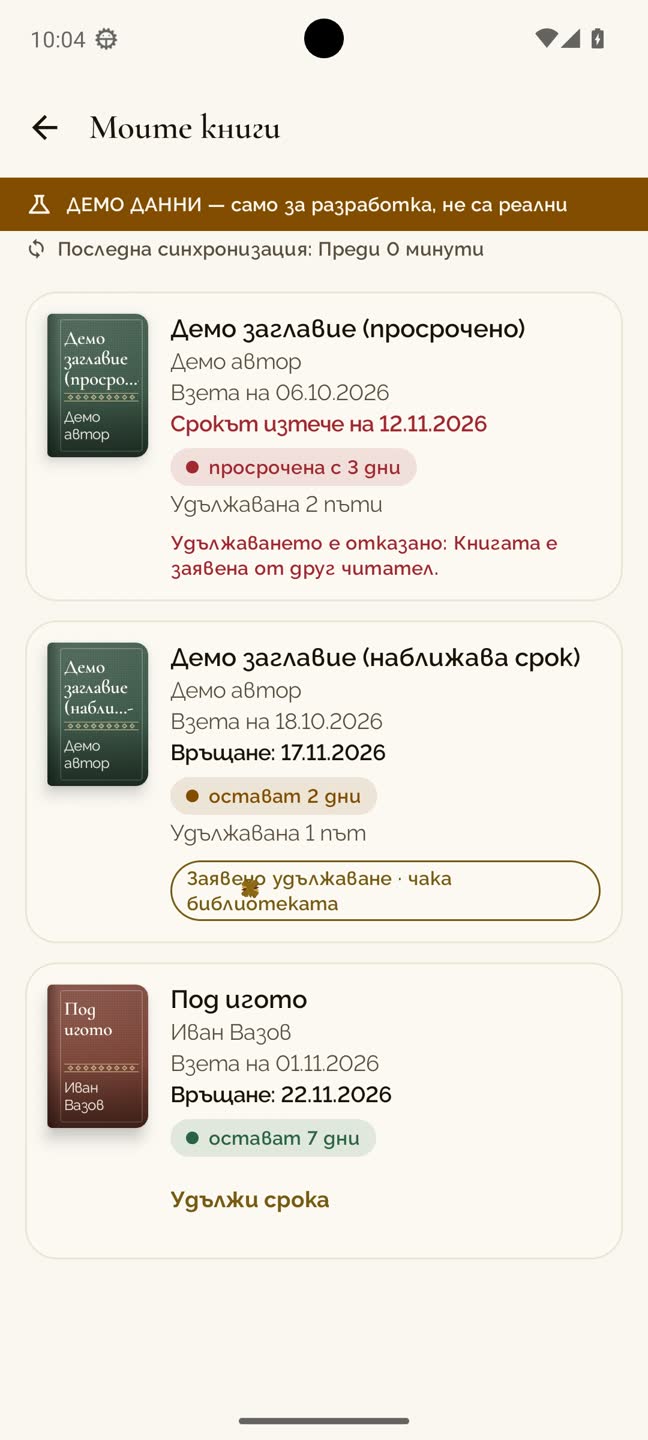 10:04
Моите книги
ДЕМО ДАННИ — само за разработка, не са реални
Последна синхронизация: Преди 0 минути
Демо
заглавие
(просро...
Демо
автор
Демо заглавие (просрочено)
Демо автор
Взета на 06.10.2026
Срокът изтече на 12.11.2026
просрочена с 3 дни
Удължавана 2 пъти
Удължаването е отказано: Книгата е
заявена от друг читател.
Демо
заглавие
(набли...-
Демо
автор
Демо заглавие (наближава срок)
Демо автор
Взета на 18.10.2026
Връщане: 17.11.2026
остават 2 дни
Удължавана 1 път
Заявено удължаване · чака
библиотеката
Под
игото
Иван
Вазов
Под игото
Иван Вазов
Взета на 01.11.2026
Връщане: 22.11.2026
остават 7 дни
Удължи срока